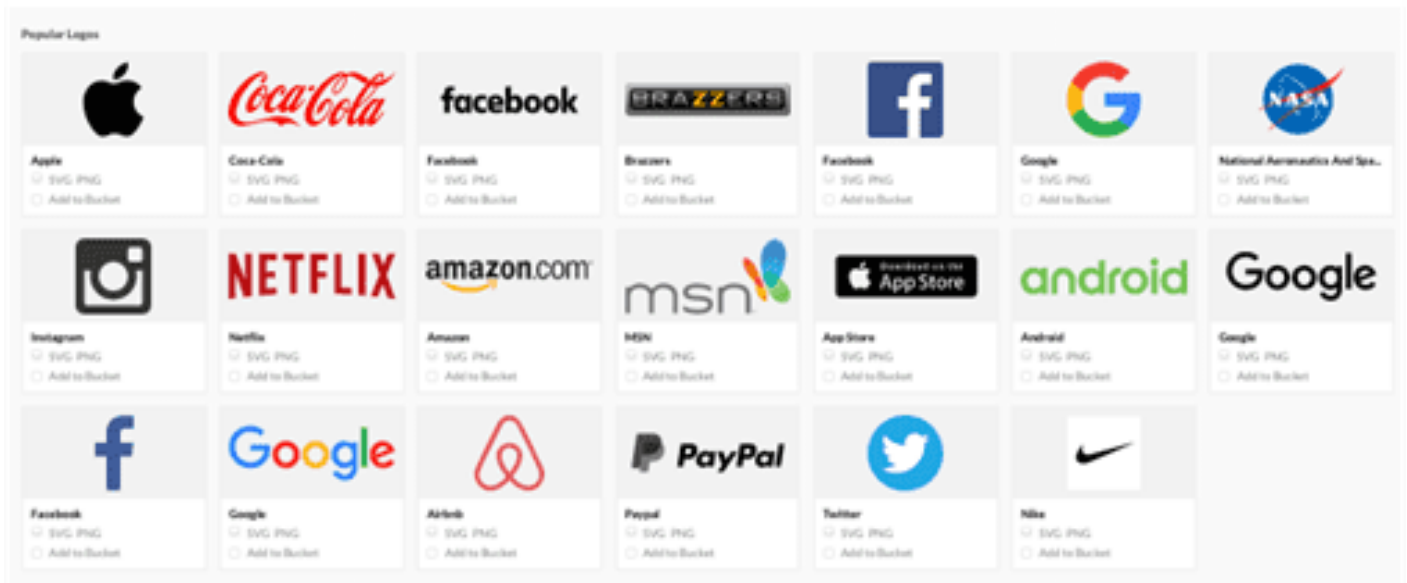 Popular Logos
Coca-Cola
facebook
BRAZZERS
NASA
Apple
Coca-Cola
Facebook
Brazzers
Facebook
Google
National Aeronautics And Spa...
SVG PNG
SVG PNG
SVG PNG
SVG PNG
SVG PNG
SVG PNG
SVG PNG
Add to Bucket
Add to Bucket
Add to Bucket
Add to Bucket
Add to Bucket
Add to Bucket
Add to Bucket
NETFLIX
amazon.com
msn
Download on the
App Store
android
Google
Instagram
Netflix
Amazon
MSN
App Store
Android
Google
SVG PNG
SVG PNG
SVG PNG
SVG PNG
SVG PNG
SVG PNG
SVG PNG
Add to Bucket
Add to Bucket
Add to Bucket
Add to Bucket
Add to Bucket
Add to Bucket
Add to Bucket
Google
PayPal
Facebook
Google
Airbnb
Paypal
Twitter
Nike
SVG PNG
SVG PNG
SVG PNG
SVG PNG
SVG PNG
SVG PNG
Add to Bucket
Add to Bucket
Add to Bucket
Add to Bucket
Add to Bucket
Add to Bucket